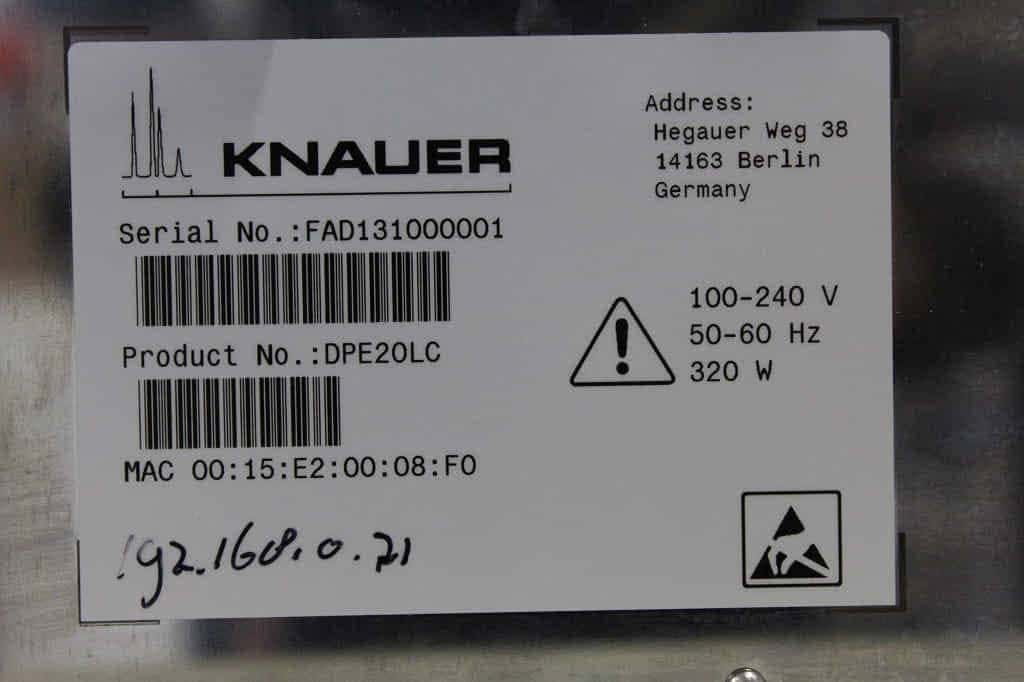 KNAUER
Address:
Hegauer Weg 38
14163 Berlin
Germany
Serial No.:FAD131000001
Product No.:DPE20LC
MAC 00:15:E2:00:08:F0
100-240 V
50-60 Hz
320 W
192.168.0.21